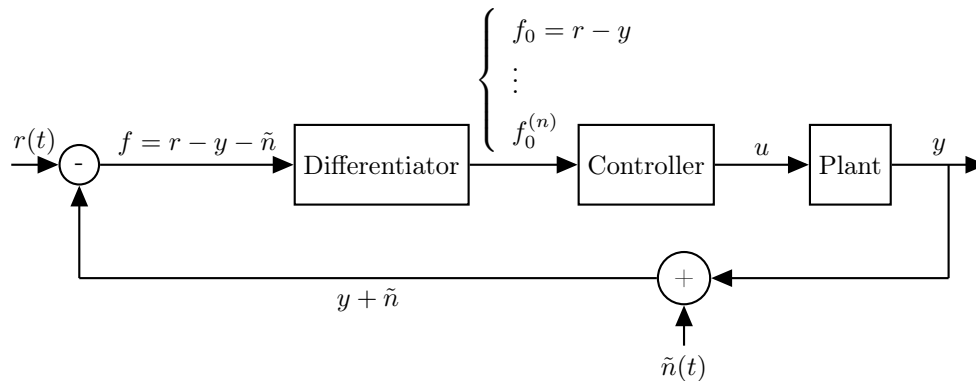 f_0 = r - y
⋮
f_0^{(n)}
r(t)
-
f = r - y - ñ
Differentiator
Controller
u
Plant
y
+
y + ñ
ñ(t)